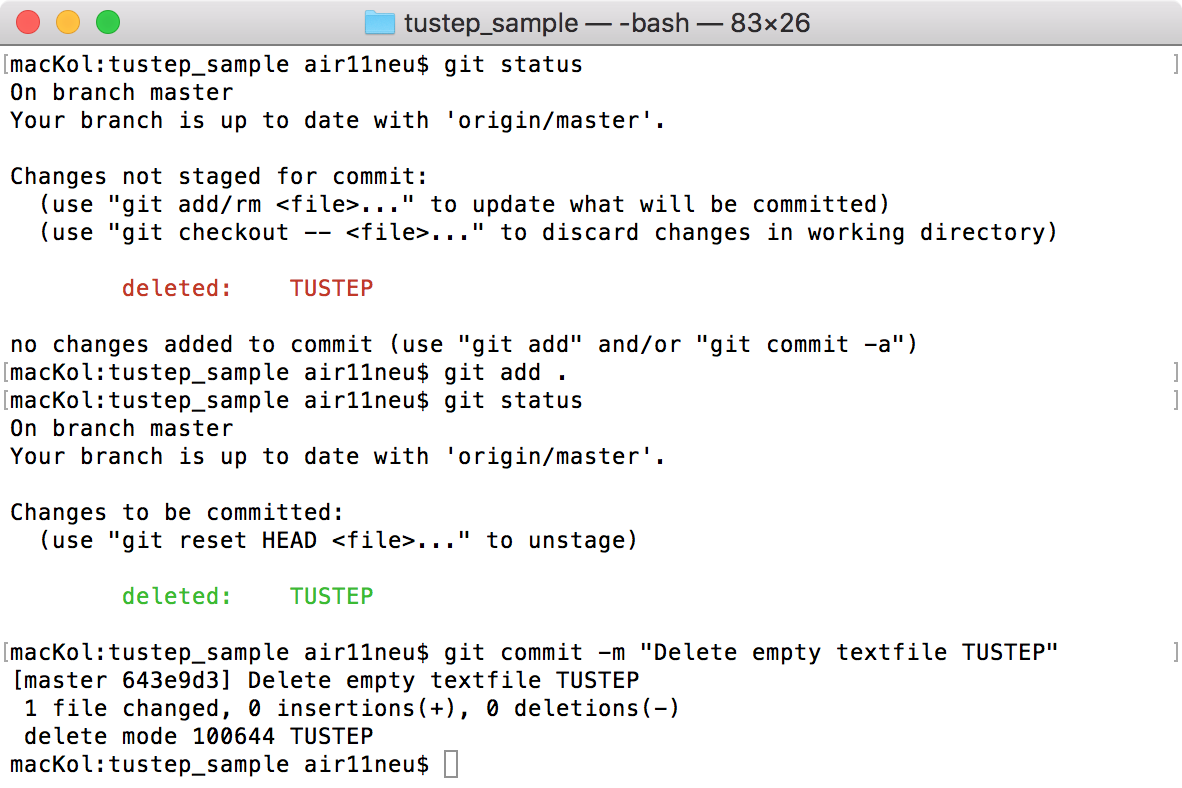 tustep_sample — -bash — 83×26
[macKol:tustep_sample air11neu$ git status ]
On branch master
Your branch is up to date with 'origin/master'.
Changes not staged for commit:
  (use "git add/rm <file>..." to update what will be committed)
  (use "git checkout -- <file>..." to discard changes in working directory)
        deleted:    TUSTEP
no changes added to commit (use "git add" and/or "git commit -a")
[macKol:tustep_sample air11neu$ git add . ]
[macKol:tustep_sample air11neu$ git status ]
On branch master
Your branch is up to date with 'origin/master'.
Changes to be committed:
  (use "git reset HEAD <file>..." to unstage)
        deleted:    TUSTEP
[macKol:tustep_sample air11neu$ git commit -m "Delete empty textfile TUSTEP" ]
[master 643e9d3] Delete empty textfile TUSTEP
 1 file changed, 0 insertions(+), 0 deletions(-)
 delete mode 100644 TUSTEP
macKol:tustep_sample air11neu$